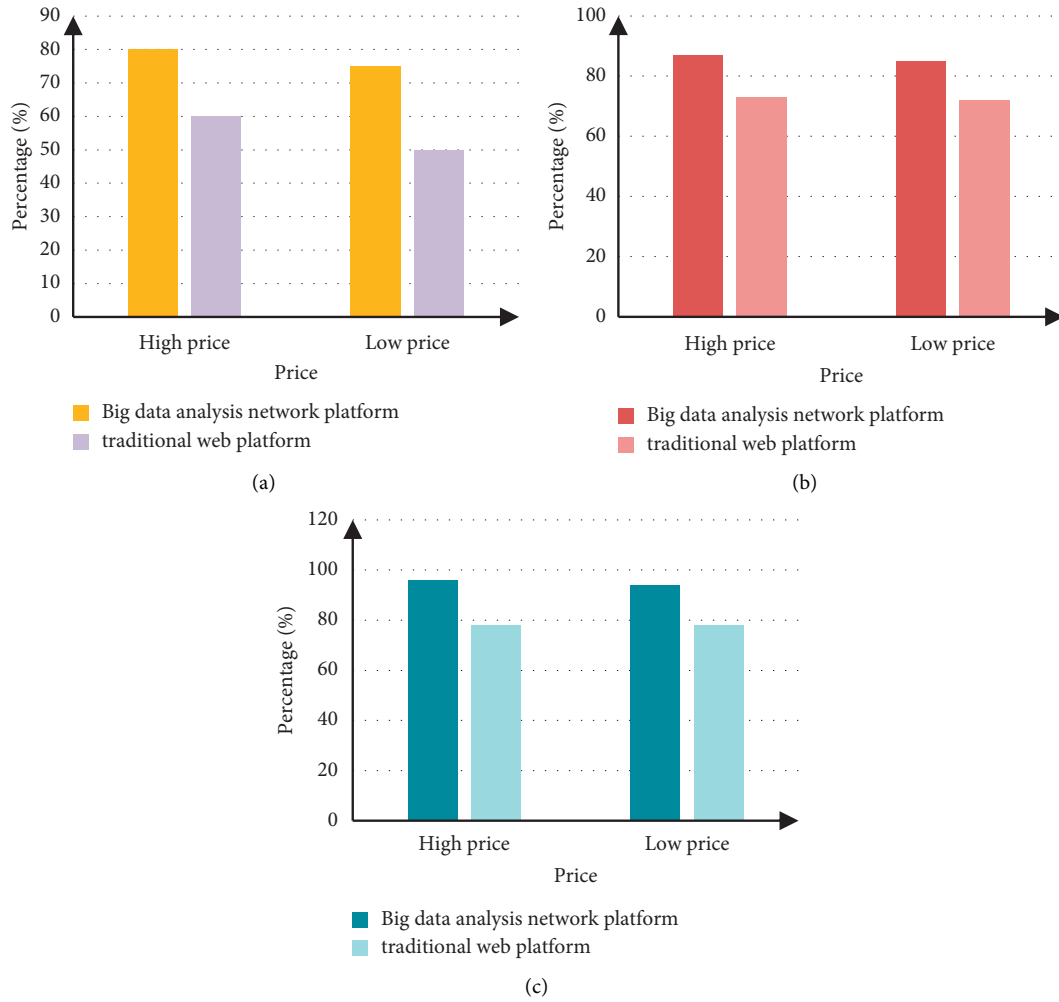 90
80
70
60
50
40
30
20
10
0
Percentage (%)
High price
Low price
Price
Big data analysis network platform
traditional web platform
(a)
100
80
60
40
20
0
Percentage (%)
High price
Low price
Price
Big data analysis network platform
traditional web platform
(b)
120
100
80
60
40
20
0
Percentage (%)
High price
Low price
Price
Big data analysis network platform
traditional web platform
(c)